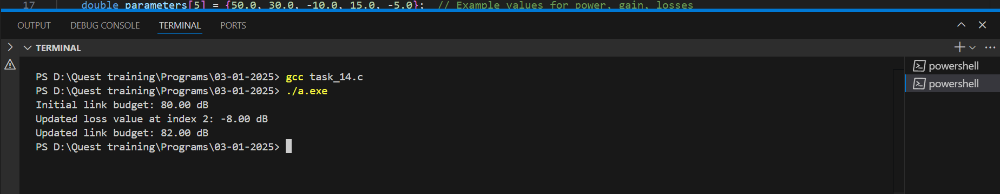 17 double parameters[5] = {50.0, 30.0, -10.0, 15.0, -5.0};  // Example values for power, gain, losses
OUTPUT DEBUG CONSOLE TERMINAL PORTS
TERMINAL
PS D:\Quest training\Programs\03-01-2025> gcc task_14.c
PS D:\Quest training\Programs\03-01-2025> ./a.exe
Initial link budget: 80.00 dB
Updated loss value at index 2: -8.00 dB
Updated link budget: 82.00 dB
PS D:\Quest training\Programs\03-01-2025>
powershell
powershell